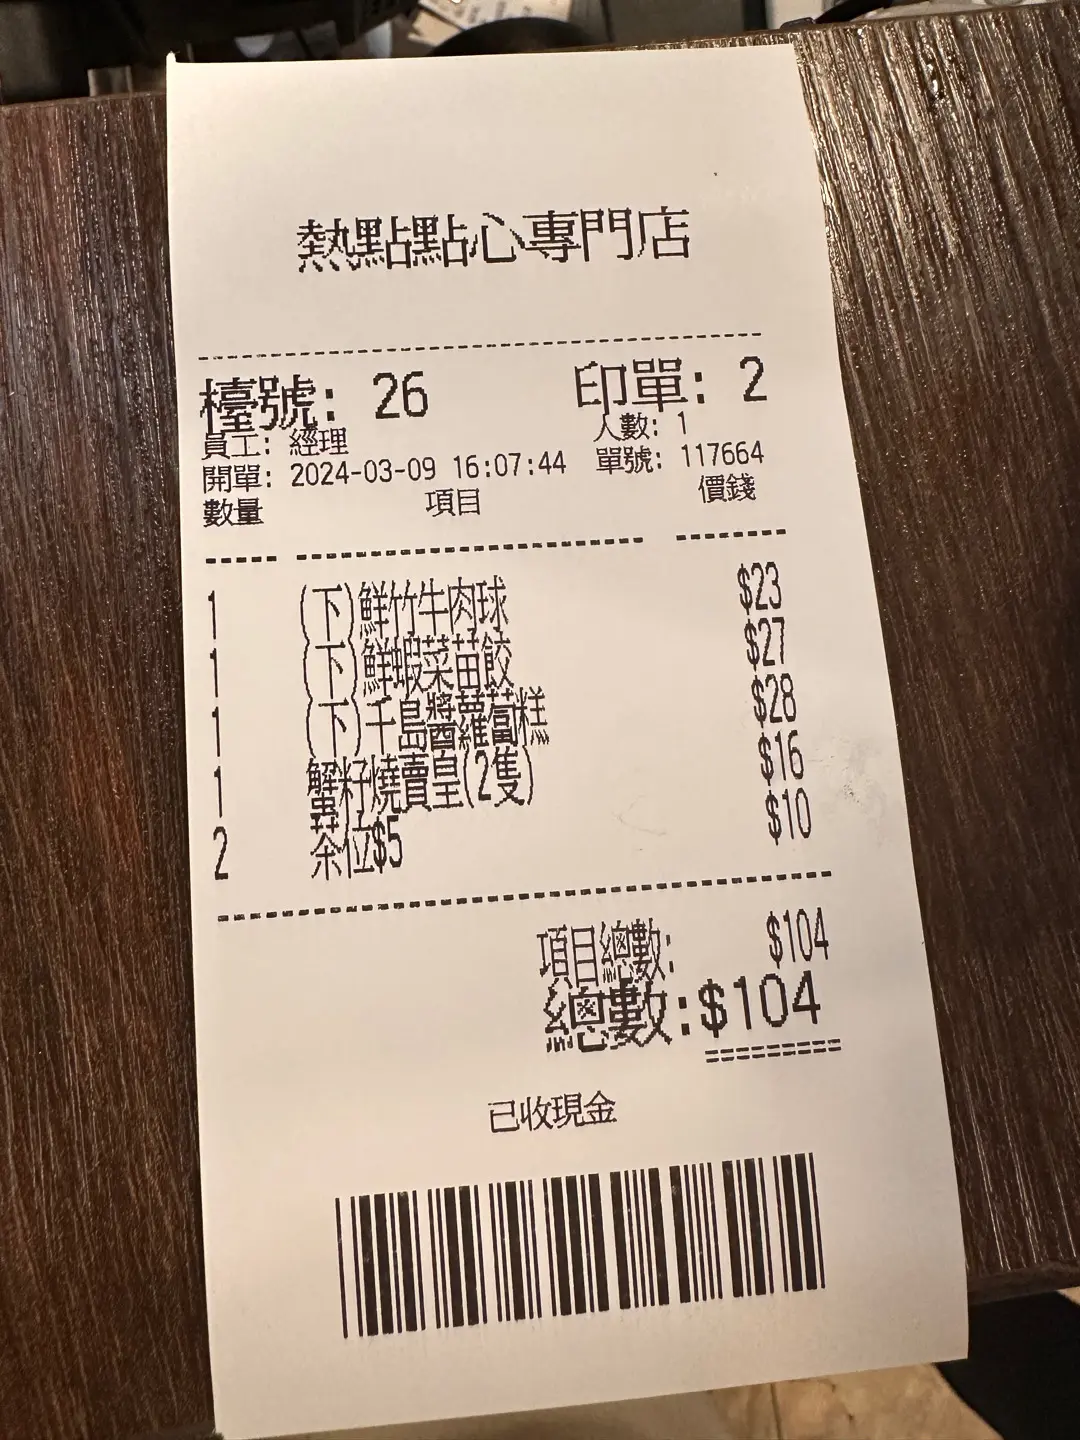 熱點點心專門店
檯號: 26 印單: 2
員工: 經理 人數: 1
開單: 2024-03-09 16:07:44 單號: 117664
數量 項目 價錢
1 (下)鮮竹牛肉球 $23
1 (下)鮮蝦菜苗餃 $27
1 (下)千島醬蘿蔔糕 $28
1 蟹籽燒賣皇(2隻) $16
2 茶位$5 $10
項目總數: $104
總數:$104
已收現金